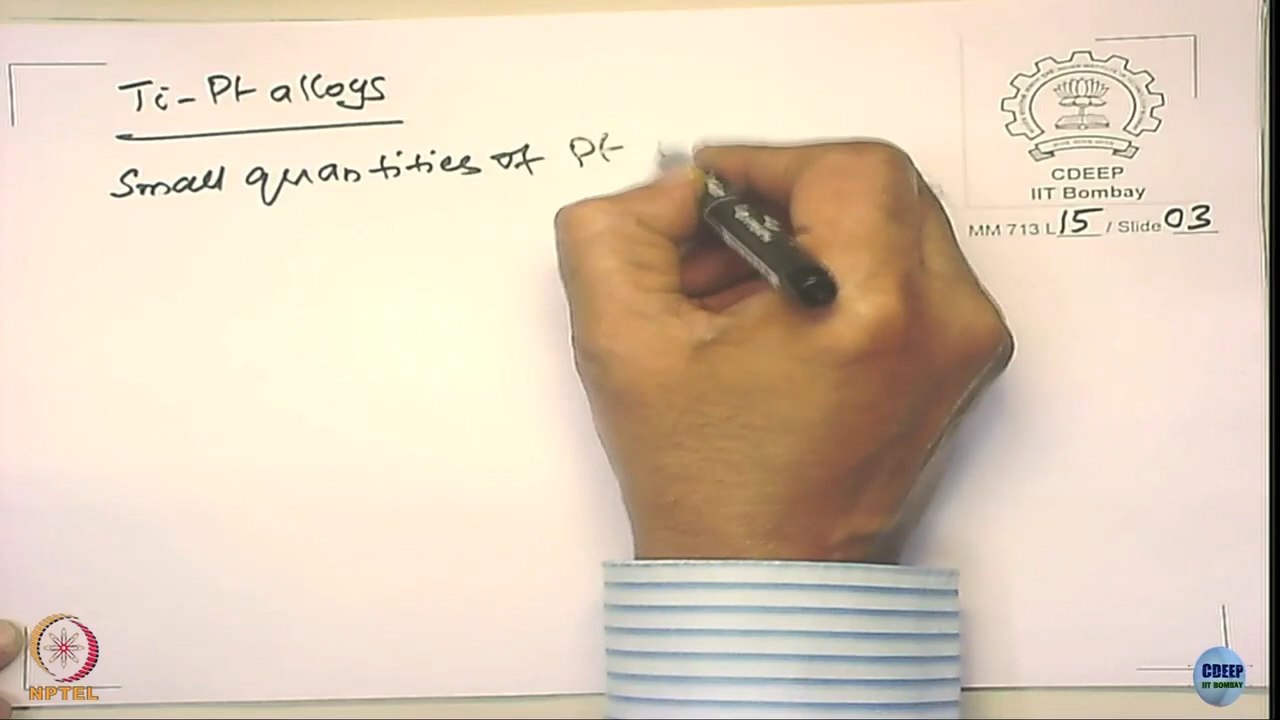 Ti-Pt alloys
Small quantities of Pt
CDEEP
IIT Bombay
MM 713 L 15 / Slide 03
NPTEL
CDEEP
IIT BOMBAY